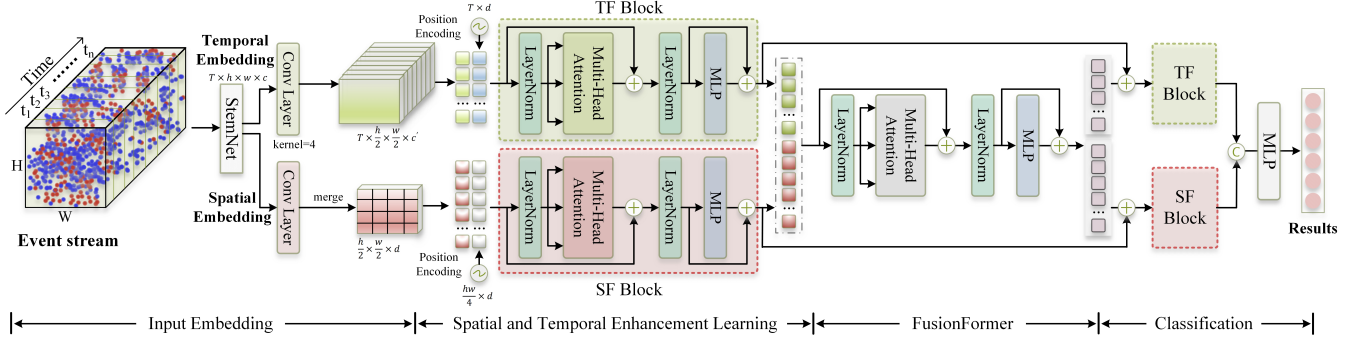 Time
t1 t2 t3 ...... tn
H
W
Event stream
Temporal
Embedding
T × h × w × c
StemNet
Spatial
Embedding
Conv Layer
kernel=4
Conv Layer
merge
T × h/2 × w/2 × c'
h/2 × w/2 × d
T × d
Position
Encoding
...
...
Position
Encoding
hw/4 × d
TF Block
LayerNorm
Multi-Head
Attention
LayerNorm
MLP
LayerNorm
Multi-Head
Attention
LayerNorm
MLP
SF Block
...
...
LayerNorm
Multi-Head
Attention
LayerNorm
MLP
...
...
TF
Block
SF
Block
C
MLP
Results
Input Embedding
Spatial and Temporal Enhancement Learning
FusionFormer
Classification